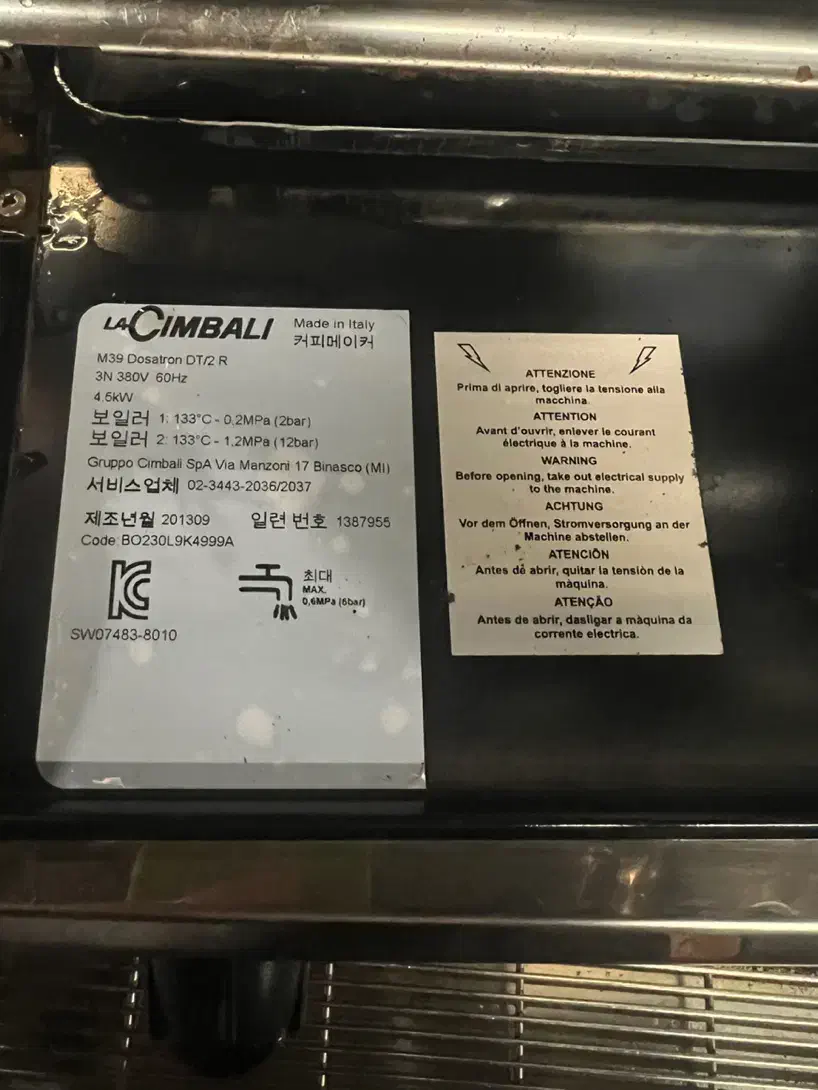 LA CIMBALI
Made in Italy
커피메이커
M39 Dosatron DT/2 R
3N 380V 60Hz
4.5kW
보일러 1: 133°C - 0,2MPa (2bar)
보일러 2: 133°C - 1,2MPa (12bar)
Gruppo Cimbali SpA Via Manzoni 17 Binasco (MI)
서비스업체 02-3443-2036/2037
제조년월 201309 일련 번호 1387955
Code: BO230L9K4999A
최대
MAX.
0,6MPa (6bar)
SW07483-8010
ATTENZIONE
Prima di aprire, togliere la tensione alla
macchina.
ATTENTION
Avant d'ouvrir, enlever le courant
électrique à la machine.
WARNING
Before opening, take out electrical supply
to the machine.
ACHTUNG
Vor dem Öffnen, Stromversorgung an der
Machine abstellen.
ATENCIÕN
Antes de abrir, quitar la tensiòn de la
màquina.
ATENÇÃO
Antes de abrir, dasligar a màquina da
corrente electrica.